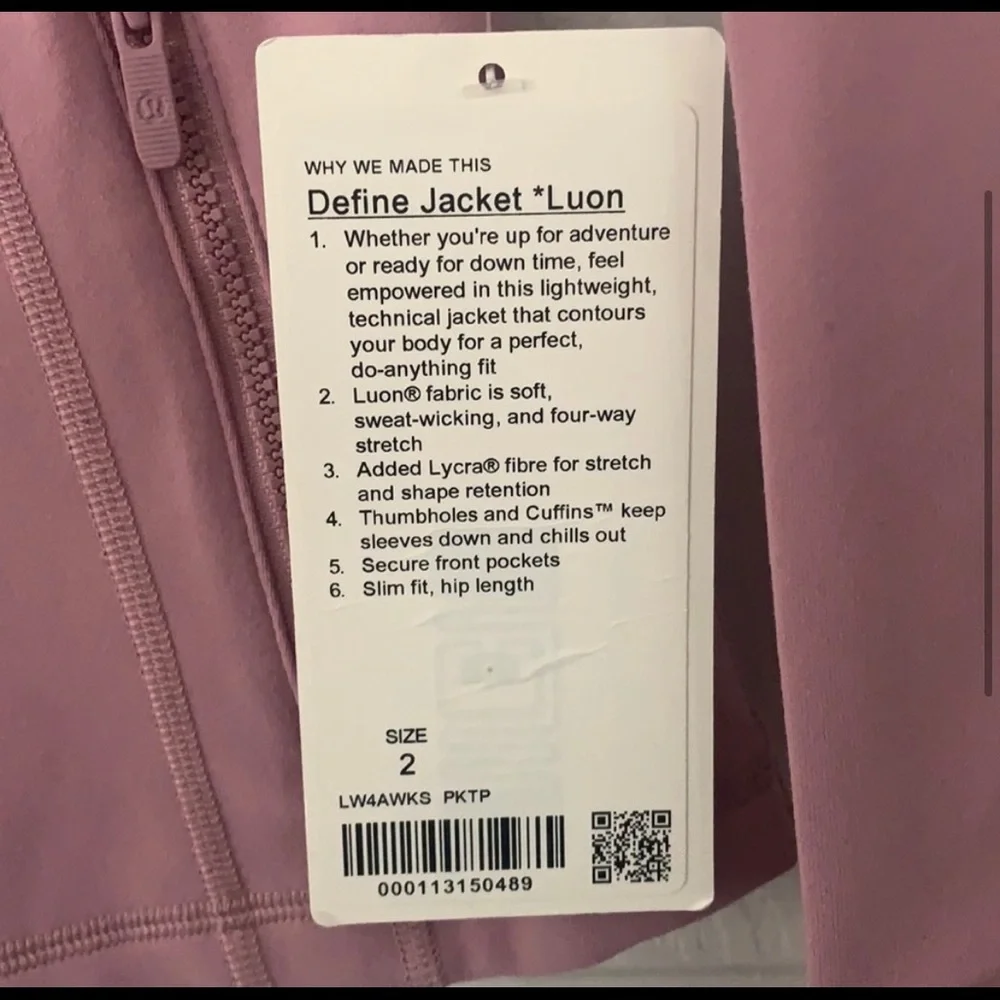 WHY WE MADE THIS
Define Jacket *Luon
1. Whether you're up for adventure
or ready for down time, feel
empowered in this lightweight,
technical jacket that contours
your body for a perfect,
do-anything fit
2. Luon® fabric is soft,
sweat-wicking, and four-way
stretch
3. Added Lycra® fibre for stretch
and shape retention
4. Thumbholes and Cuffins™ keep
sleeves down and chills out
5. Secure front pockets
6. Slim fit, hip length
SIZE
2
LW4AWKS PKTP
000113150489